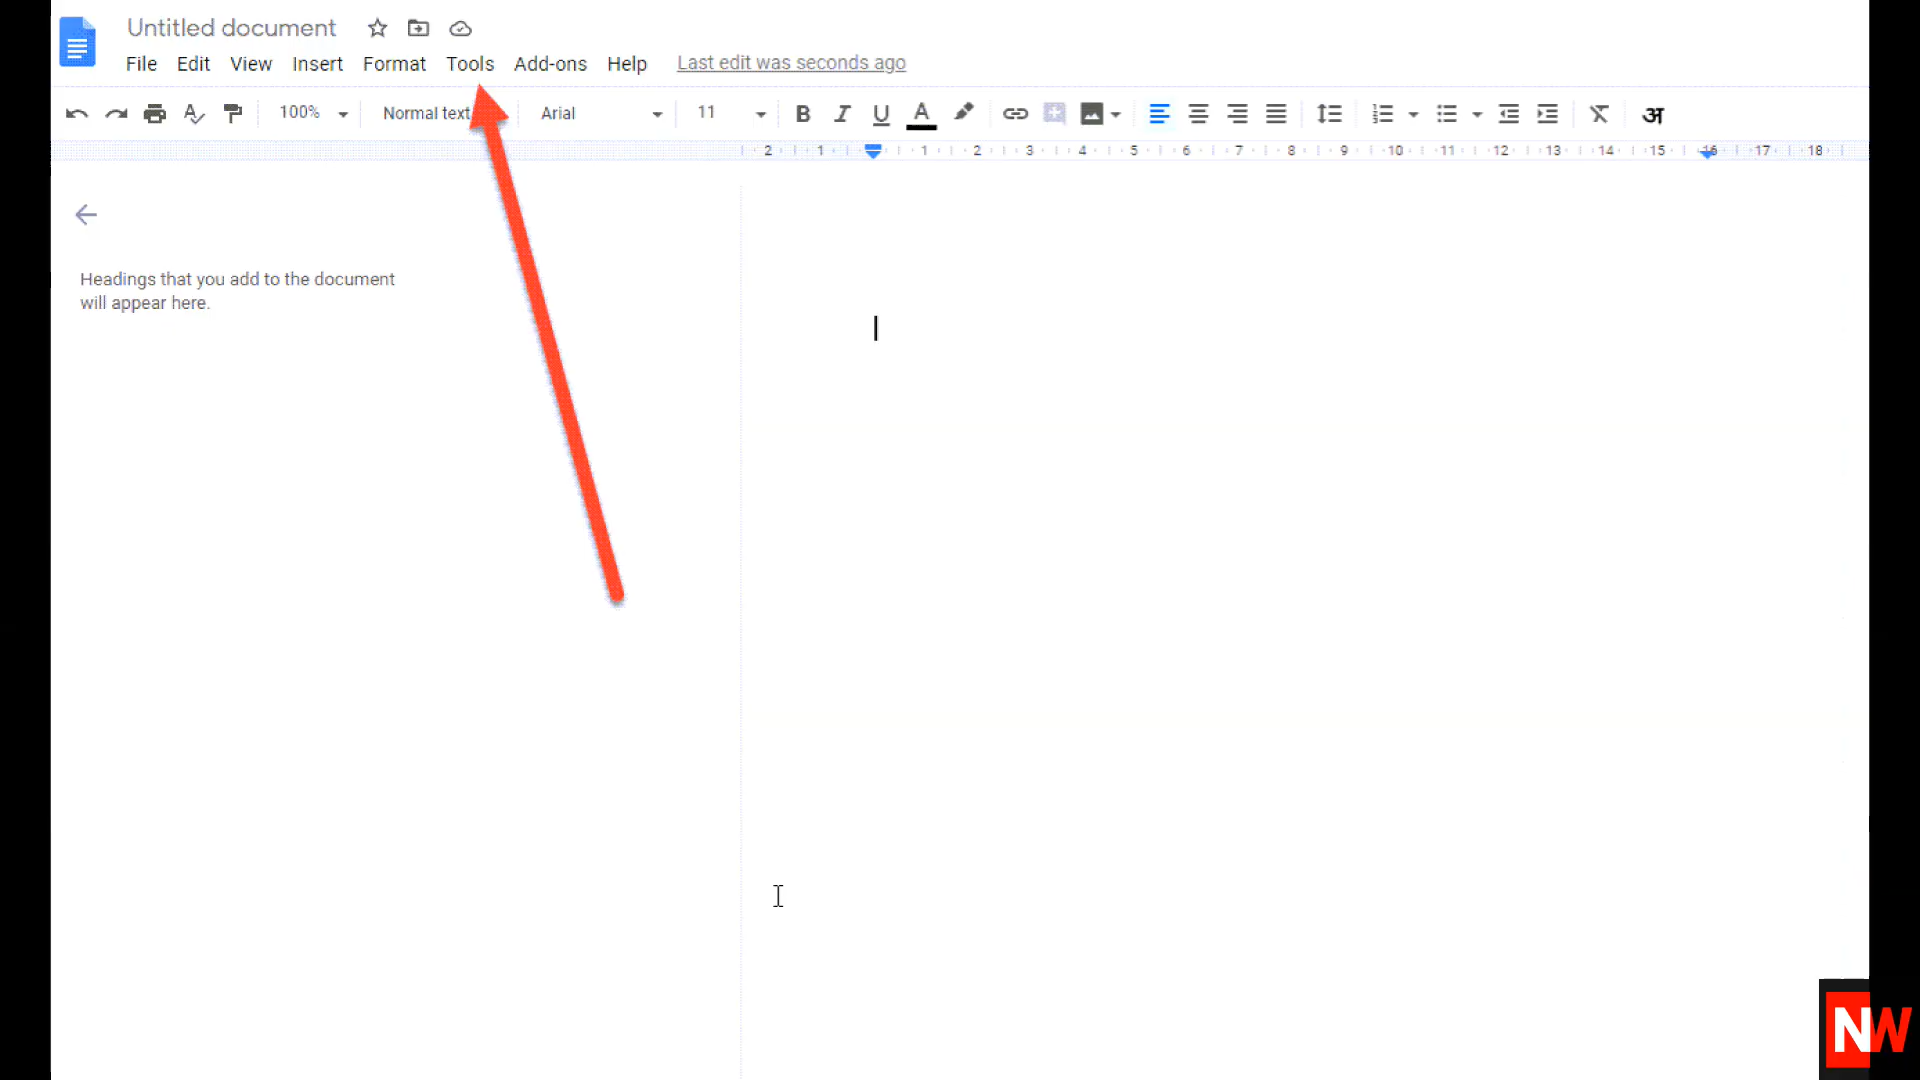 Untitled document
File Edit View Insert Format Tools Add-ons Help Last edit was seconds ago
100% Normal text Arial 11 B I U A अ
2 1 1 2 3 4 5 6 7 8 9 10 11 12 13 14 15 16 17 18
Headings that you add to the document
will appear here.
NW